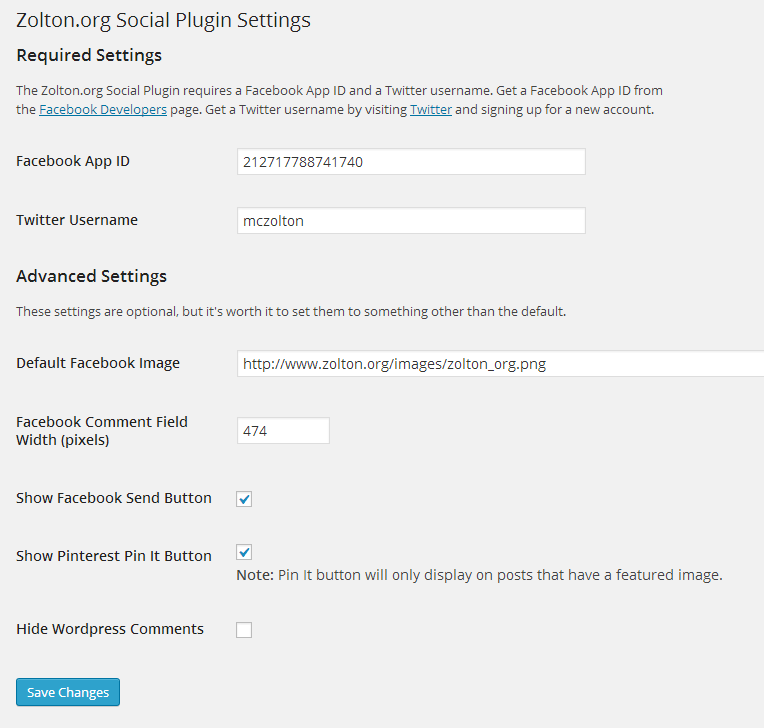 Zolton.org Social Plugin Settings
Required Settings
The Zolton.org Social Plugin requires a Facebook App ID and a Twitter username. Get a Facebook App ID from
the Facebook Developers page. Get a Twitter username by visiting Twitter and signing up for a new account.
Facebook App ID
212717788741740
Twitter Username
mczolton
Advanced Settings
These settings are optional, but it's worth it to set them to something other than the default.
Default Facebook Image
http://www.zolton.org/images/zolton_org.png
Facebook Comment Field
Width (pixels)
474
Show Facebook Send Button
Show Pinterest Pin It Button
Note: Pin It button will only display on posts that have a featured image.
Hide Wordpress Comments
Save Changes